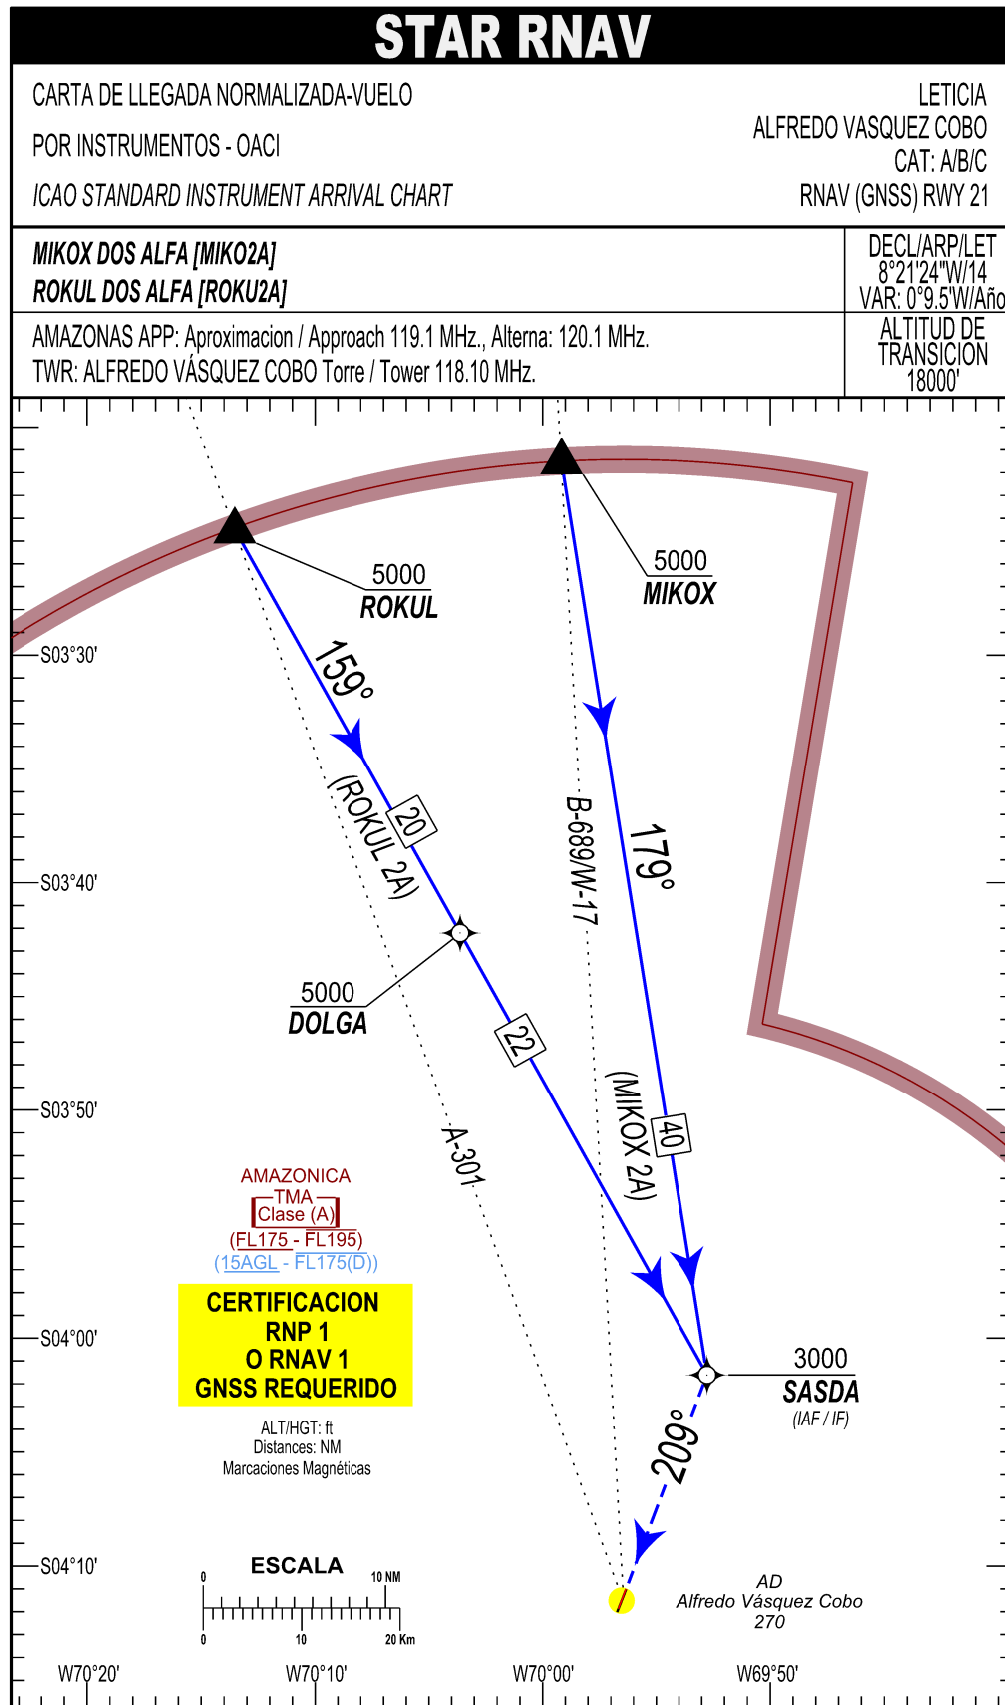 STAR RNAV
CARTA DE LLEGADA NORMALIZADA-VUELO
POR INSTRUMENTOS - OACI
ICAO STANDARD INSTRUMENT ARRIVAL CHART
LETICIA
ALFREDO VASQUEZ COBO
CAT: A/B/C
RNAV (GNSS) RWY 21
MIKOX DOS ALFA [MIKO2A]
ROKUL DOS ALFA [ROKU2A]
DECL/ARP/LET
8°21'24"W/14
VAR: 0°9.5'W/Año
AMAZONAS APP: Aproximacion / Approach 119.1 MHz., Alterna: 120.1 MHz.
TWR: ALFREDO VÁSQUEZ COBO Torre / Tower 118.10 MHz.
ALTITUD DE
TRANSICION
18000'
5000
ROKUL
5000
MIKOX
S03°30'
159°
(ROKUL 2A)
20
B-689/W-17
179°
S03°40'
5000
DOLGA
22
(MIKOX 2A)
40
S03°50'
A-301
AMAZONICA
TMA
Clase (A)
(FL175 - FL195)
(15AGL - FL175(D))
CERTIFICACION
RNP 1
O RNAV 1
GNSS REQUERIDO
S04°00'
3000
SASDA
(IAF / IF)
209°
ALT/HGT: ft
Distances: NM
Marcaciones Magnéticas
S04°10'
ESCALA
0 10 NM
0 10 20 Km
AD
Alfredo Vásquez Cobo
270
W70°20' W70°10' W70°00' W69°50'